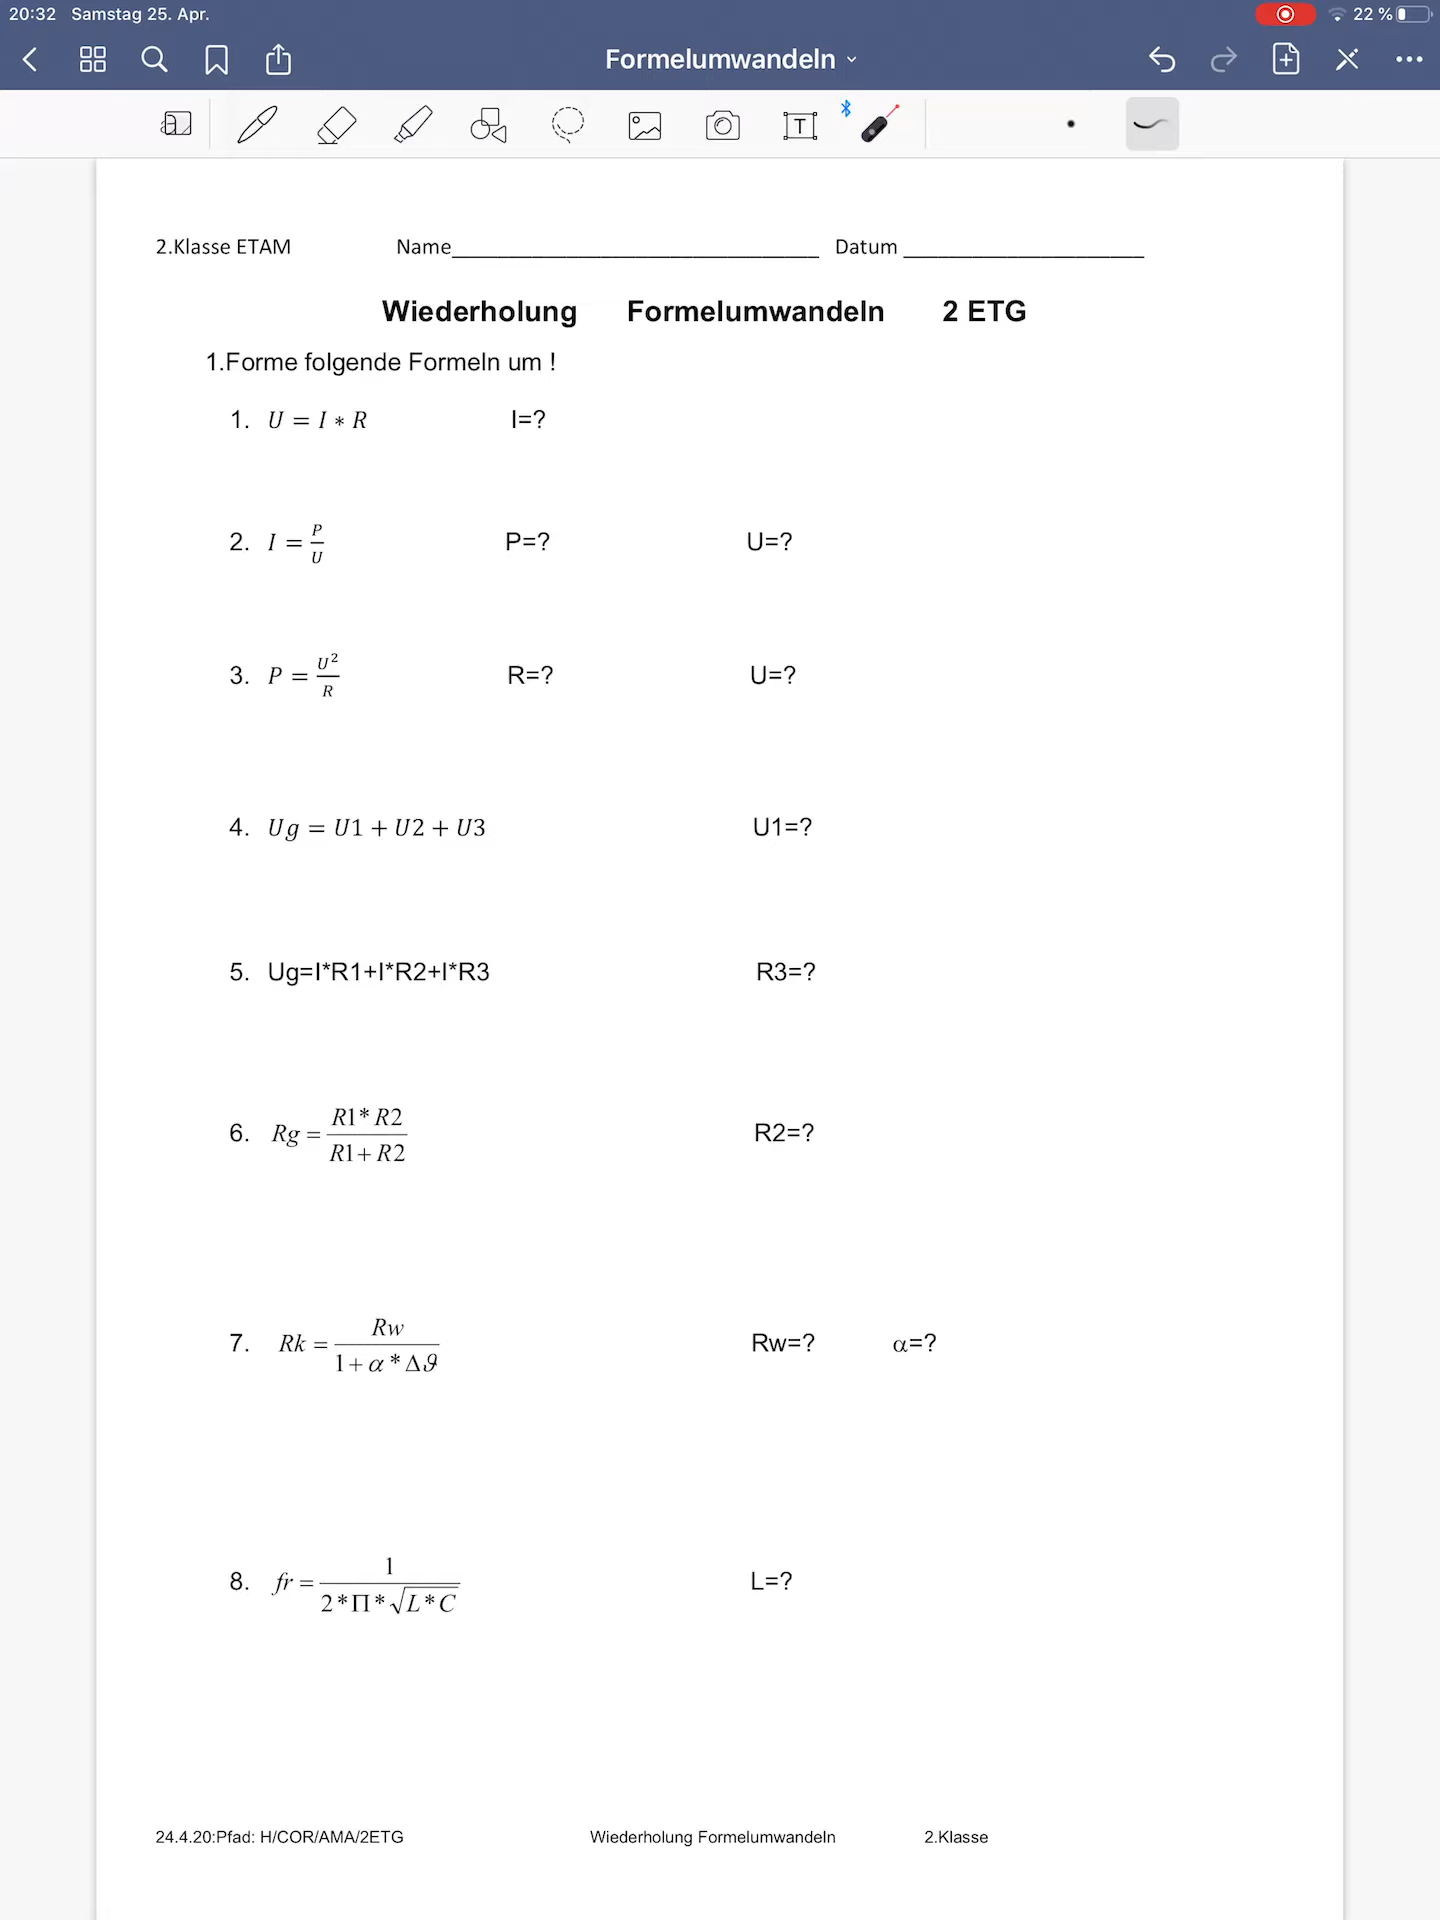 20:32 Samstag 25. Apr. 22 %
Formelumwandeln
2.Klasse ETAM Name________________________________ Datum _____________________
Wiederholung Formelumwandeln 2 ETG
1.Forme folgende Formeln um !
1. U = I ∗ R I=?
2. I = P/U P=? U=?
3. P = U²/R R=? U=?
4. Ug = U1 + U2 + U3 U1=?
5. Ug=I*R1+I*R2+I*R3 R3=?
6. Rg = (R1 * R2)/(R1 + R2) R2=?
7. Rk = Rw/(1 + α * Δϑ) Rw=? α=?
8. fr = 1/(2 * Π * √(L * C)) L=?
24.4.20:Pfad: H/COR/AMA/2ETG Wiederholung Formelumwandeln 2.Klasse